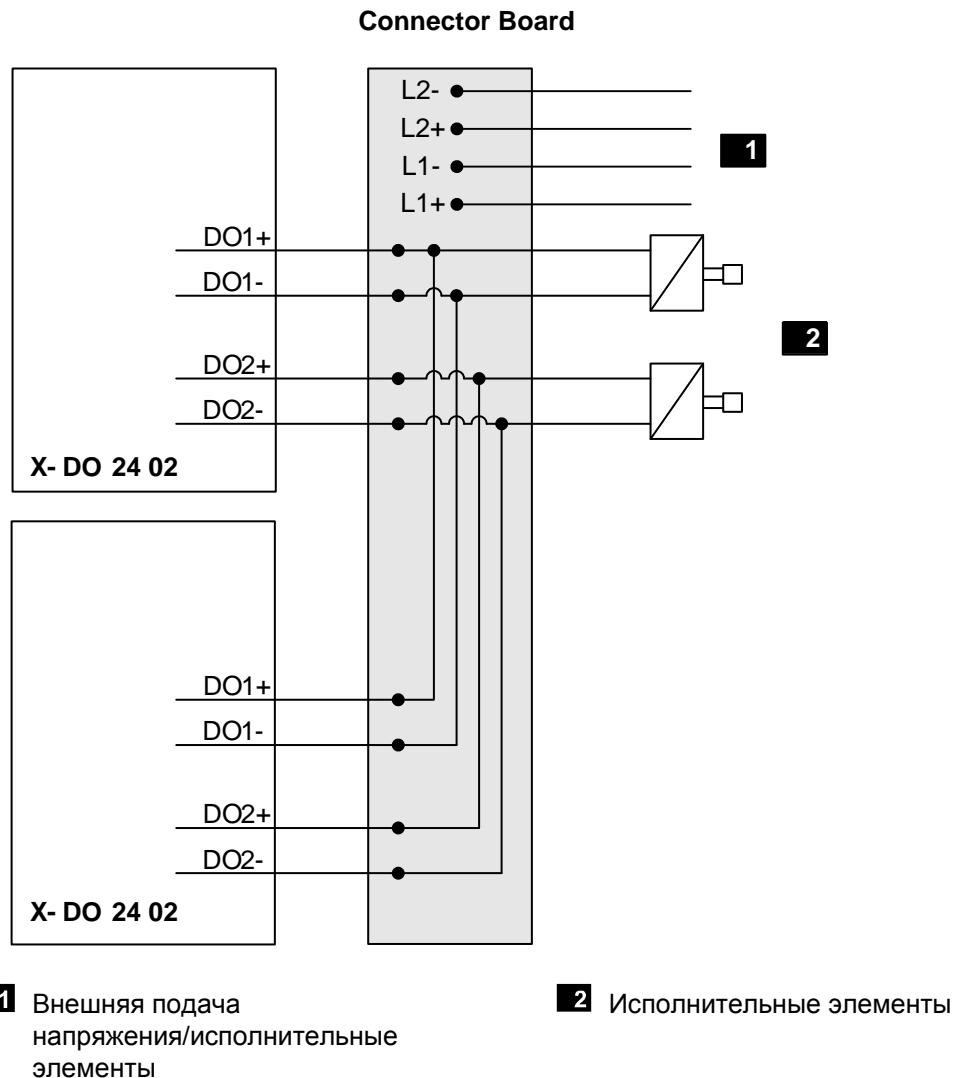 Connector Board
L2-
L2+
L1-
L1+
1
DO1+
DO1-
2
DO2+
DO2-
X- DO 24 02
DO1+
DO1-
DO2+
DO2-
X- DO 24 02
1 Внешняя подача
напряжения/исполнительные
элементы
2 Исполнительные элементы